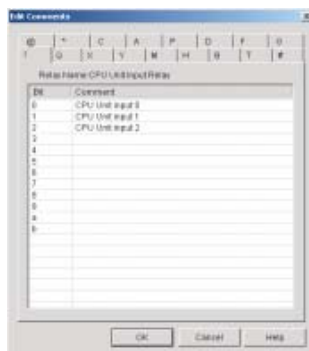 Edit Comments
@ * C A P D F 0
I Q X Y M H B T #
Relay Name:CPU Unit Input Relay
Bit Comment
0 CPU Unit input 0
1 CPU Unit input 1
2 CPU Unit input 2
3
4
5
6
7
8
9
a
b
OK Cancel Help